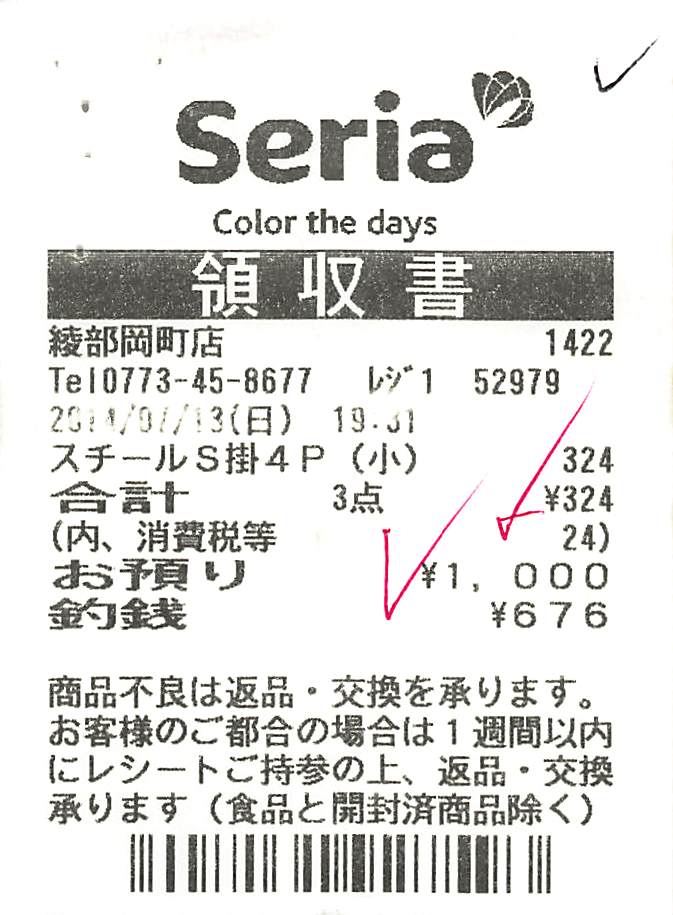 Seria
Color the days
領収書
綾部岡町店 1422
Tel0773-45-8677 レジ1 52979
2014/07/13(日) 19:31
スチールS掛4P(小) 324
合計 3点 ¥324
(内、消費税等 24)
お預り ¥1,000
釣銭 ¥676
商品不良は返品・交換を承ります。
お客様のご都合の場合は1週間以内
にレシートご持参の上、返品・交換
承ります(食品と開封済商品除く)